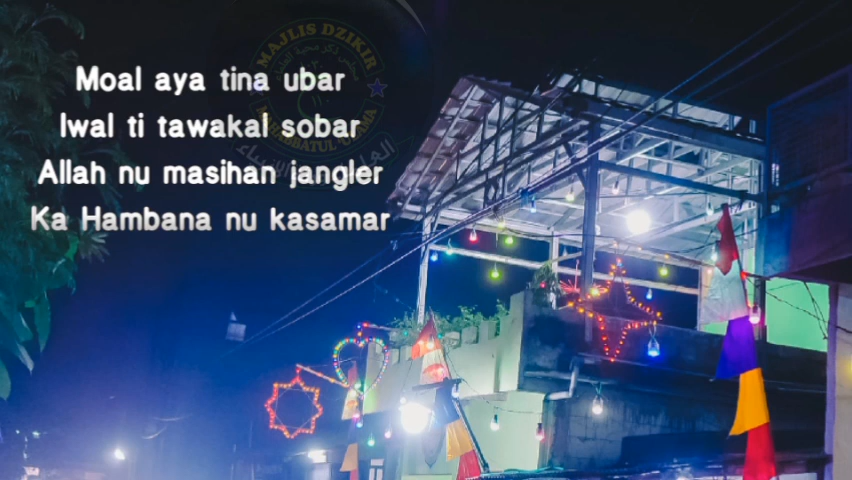 MAJLIS DZIKIR
Moal aya tina ubar
Iwal ti tawakal sobar
Allah nu masihan jangler
Ka Hambana nu kasamar